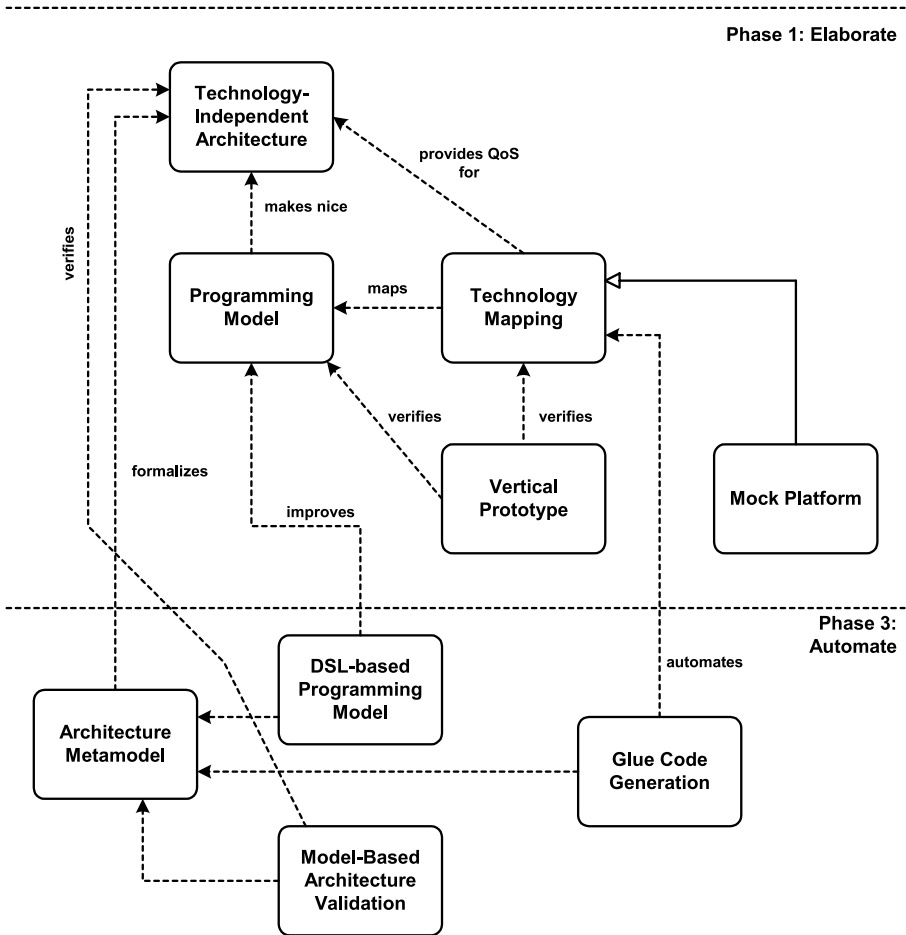 Phase 1: Elaborate
Technology-
Independent
Architecture
provides QoS
for
makes nice
verifies
Programming
Model
maps
Technology
Mapping
verifies
verifies
formalizes
Vertical
Prototype
Mock Platform
improves
Phase 3:
Automate
DSL-based
Programming
Model
automates
Architecture
Metamodel
Glue Code
Generation
Model-Based
Architecture
Validation